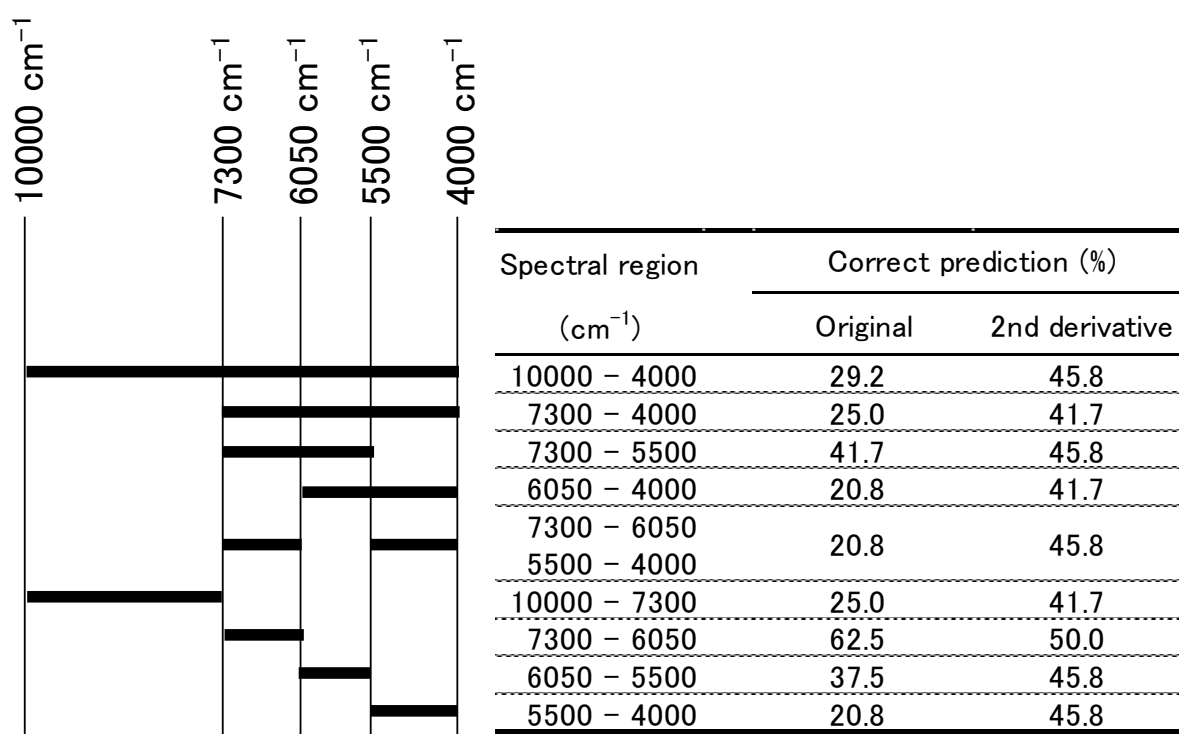 10000 cm⁻¹
7300 cm⁻¹
6050 cm⁻¹
5500 cm⁻¹
4000 cm⁻¹
Spectral region Correct prediction (%)
(cm⁻¹) Original 2nd derivative
10000 - 4000 29.2 45.8
7300 - 4000 25.0 41.7
7300 - 5500 41.7 45.8
6050 - 4000 20.8 41.7
7300 - 6050
20.8 45.8
5500 - 4000
10000 - 7300 25.0 41.7
7300 - 6050 62.5 50.0
6050 - 5500 37.5 45.8
5500 - 4000 20.8 45.8